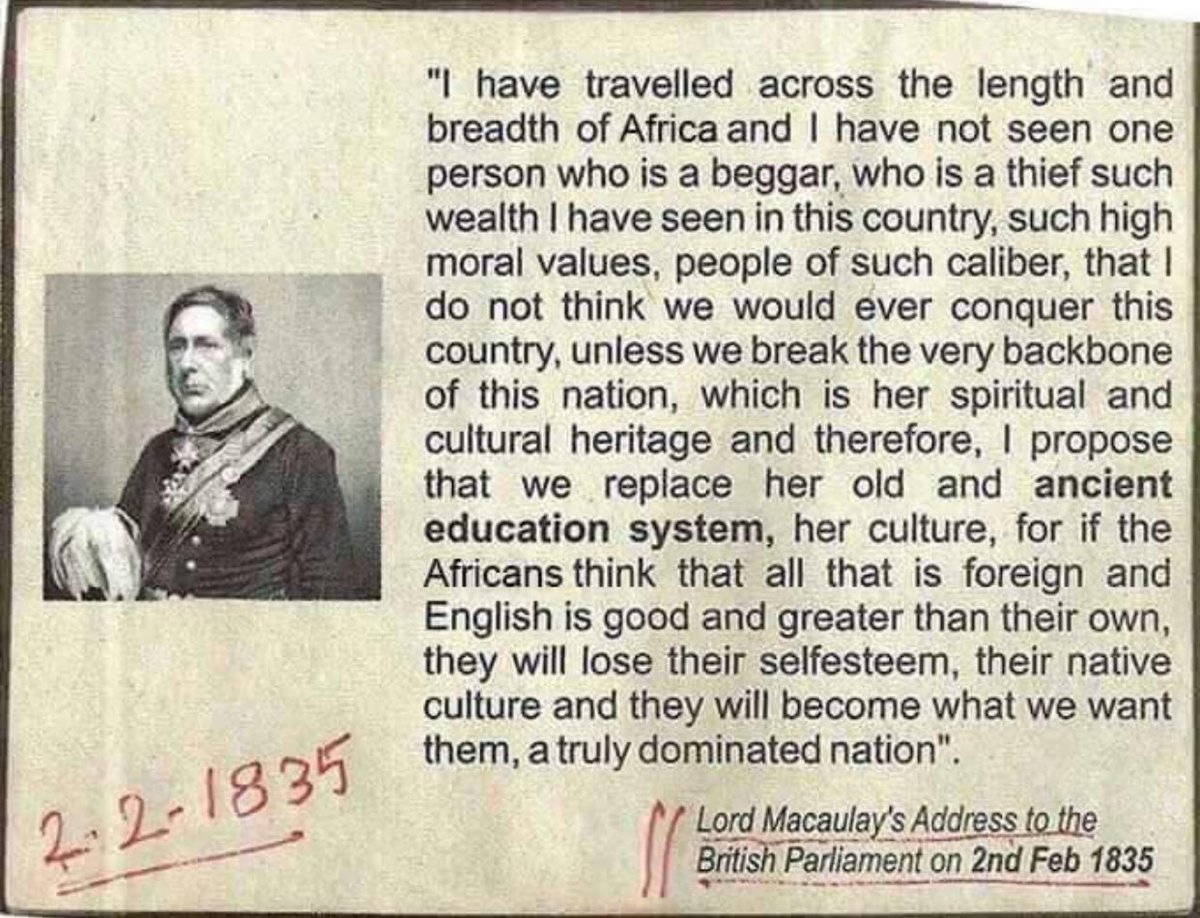 "I have travelled across the length and
breadth of Africa and I have not seen one
person who is a beggar, who is a thief such
wealth I have seen in this country, such high
moral values, people of such caliber, that I
do not think we would ever conquer this
country, unless we break the very backbone
of this nation, which is her spiritual and
cultural heritage and therefore, I propose
that we replace her old and ancient
education system, her culture, for if the
Africans think that all that is foreign and
English is good and greater than their own,
they will lose their selfesteem, their native
culture and they will become what we want
them, a truly dominated nation".
2-2-1835
Lord Macaulay's Address to the
British Parliament on 2nd Feb 1835